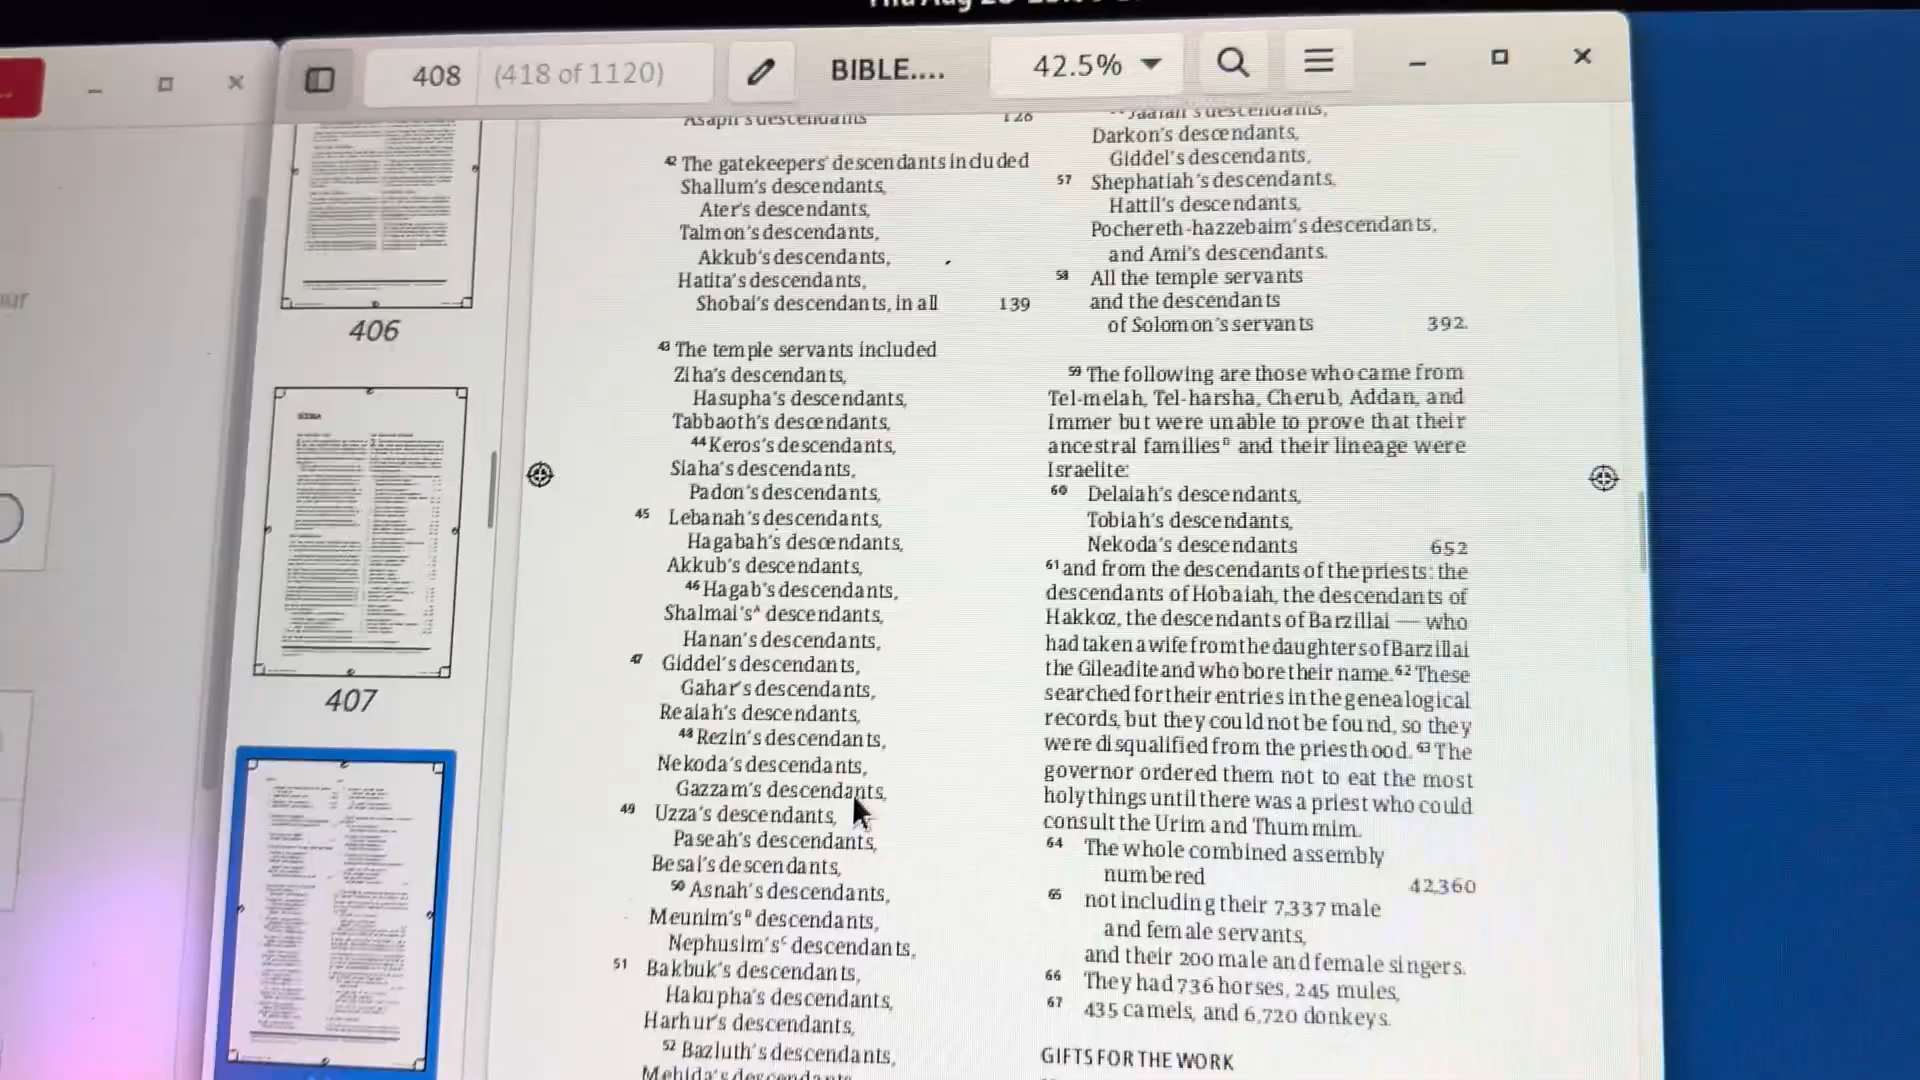 408 (418 of 1120)
BIBLE....
42.5%
406
407
Asaph's descendants 128
42 The gatekeepers' descendants included
Shallum's descendants,
Ater's descendants,
Talmon's descendants,
Akkub's descendants,
Hatita's descendants,
Shobai's descendants, in all 139
43 The temple servants included
Ziha's descendants,
Hasupha's descendants,
Tabbaoth's descendants,
44 Keros's descendants,
Siaha's descendants,
Padon's descendants,
45 Lebanah's descendants,
Hagabah's descendants,
Akkub's descendants,
46 Hagab's descendants,
Shalmai's^A descendants,
Hanan's descendants,
47 Giddel's descendants,
Gahar's descendants,
Reaiah's descendants,
48 Rezin's descendants,
Nekoda's descendants,
Gazzam's descendants,
49 Uzza's descendants,
Paseah's descendants,
Besai's descendants,
50 Asnah's descendants,
Meunim's^B descendants,
Nephusim's^C descendants,
51 Bakbuk's descendants,
Hakupha's descendants,
Harhur's descendants,
52 Bazluth's descendants,
Mehida's descendants,
Jaalah's descendants,
Darkon's descendants,
Giddel's descendants,
57 Shephatiah's descendants,
Hattil's descendants,
Pochereth-hazzebaim's descendants,
and Ami's descendants.
58 All the temple servants
and the descendants
of Solomon's servants 392.
59 The following are those who came from
Tel-melah, Tel-harsha, Cherub, Addan, and
Immer but were unable to prove that their
ancestral families^D and their lineage were
Israelite:
60 Delaiah's descendants,
Tobiah's descendants,
Nekoda's descendants 652
61 and from the descendants of the priests: the
descendants of Hobaiah, the descendants of
Hakkoz, the descendants of Barzillai — who
had taken a wife from the daughters of Barzillai
the Gileadite and who bore their name. 62 These
searched for their entries in the genealogical
records, but they could not be found, so they
were disqualified from the priesthood. 63 The
governor ordered them not to eat the most
holy things until there was a priest who could
consult the Urim and Thummim.
64 The whole combined assembly
numbered 42,360
65 not including their 7,337 male
and female servants,
and their 200 male and female singers.
66 They had 736 horses, 245 mules,
67 435 camels, and 6,720 donkeys.
GIFTS FOR THE WORK